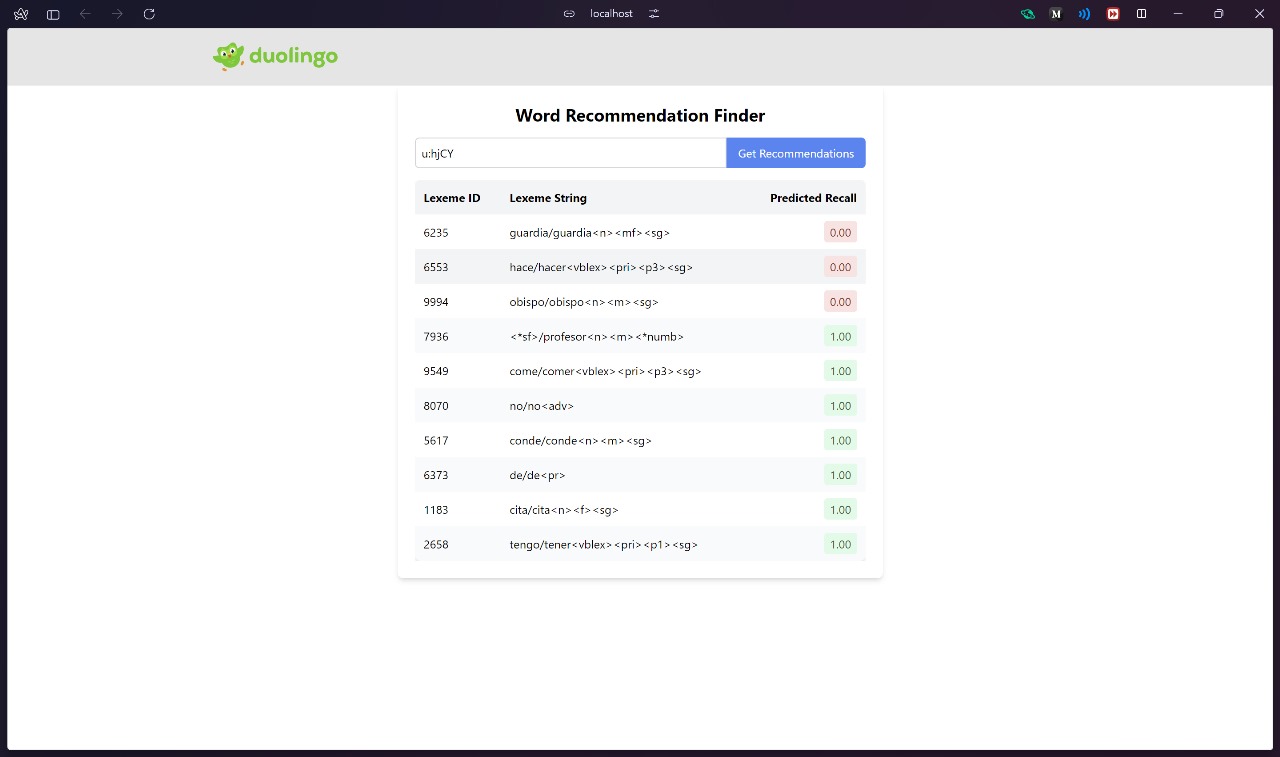 localhost
M
duolingo
Word Recommendation Finder
u:hjCY Get Recommendations
Lexeme ID Lexeme String Predicted Recall
6235 guardia/guardia<n><mf><sg> 0.00
6553 hace/hacer<vblex><pri><p3><sg> 0.00
9994 obispo/obispo<n><m><sg> 0.00
7936 <*sf>/profesor<n><m><*numb> 1.00
9549 come/comer<vblex><pri><p3><sg> 1.00
8070 no/no<adv> 1.00
5617 conde/conde<n><m><sg> 1.00
6373 de/de<pr> 1.00
1183 cita/cita<n><f><sg> 1.00
2658 tengo/tener<vblex><pri><p1><sg> 1.00